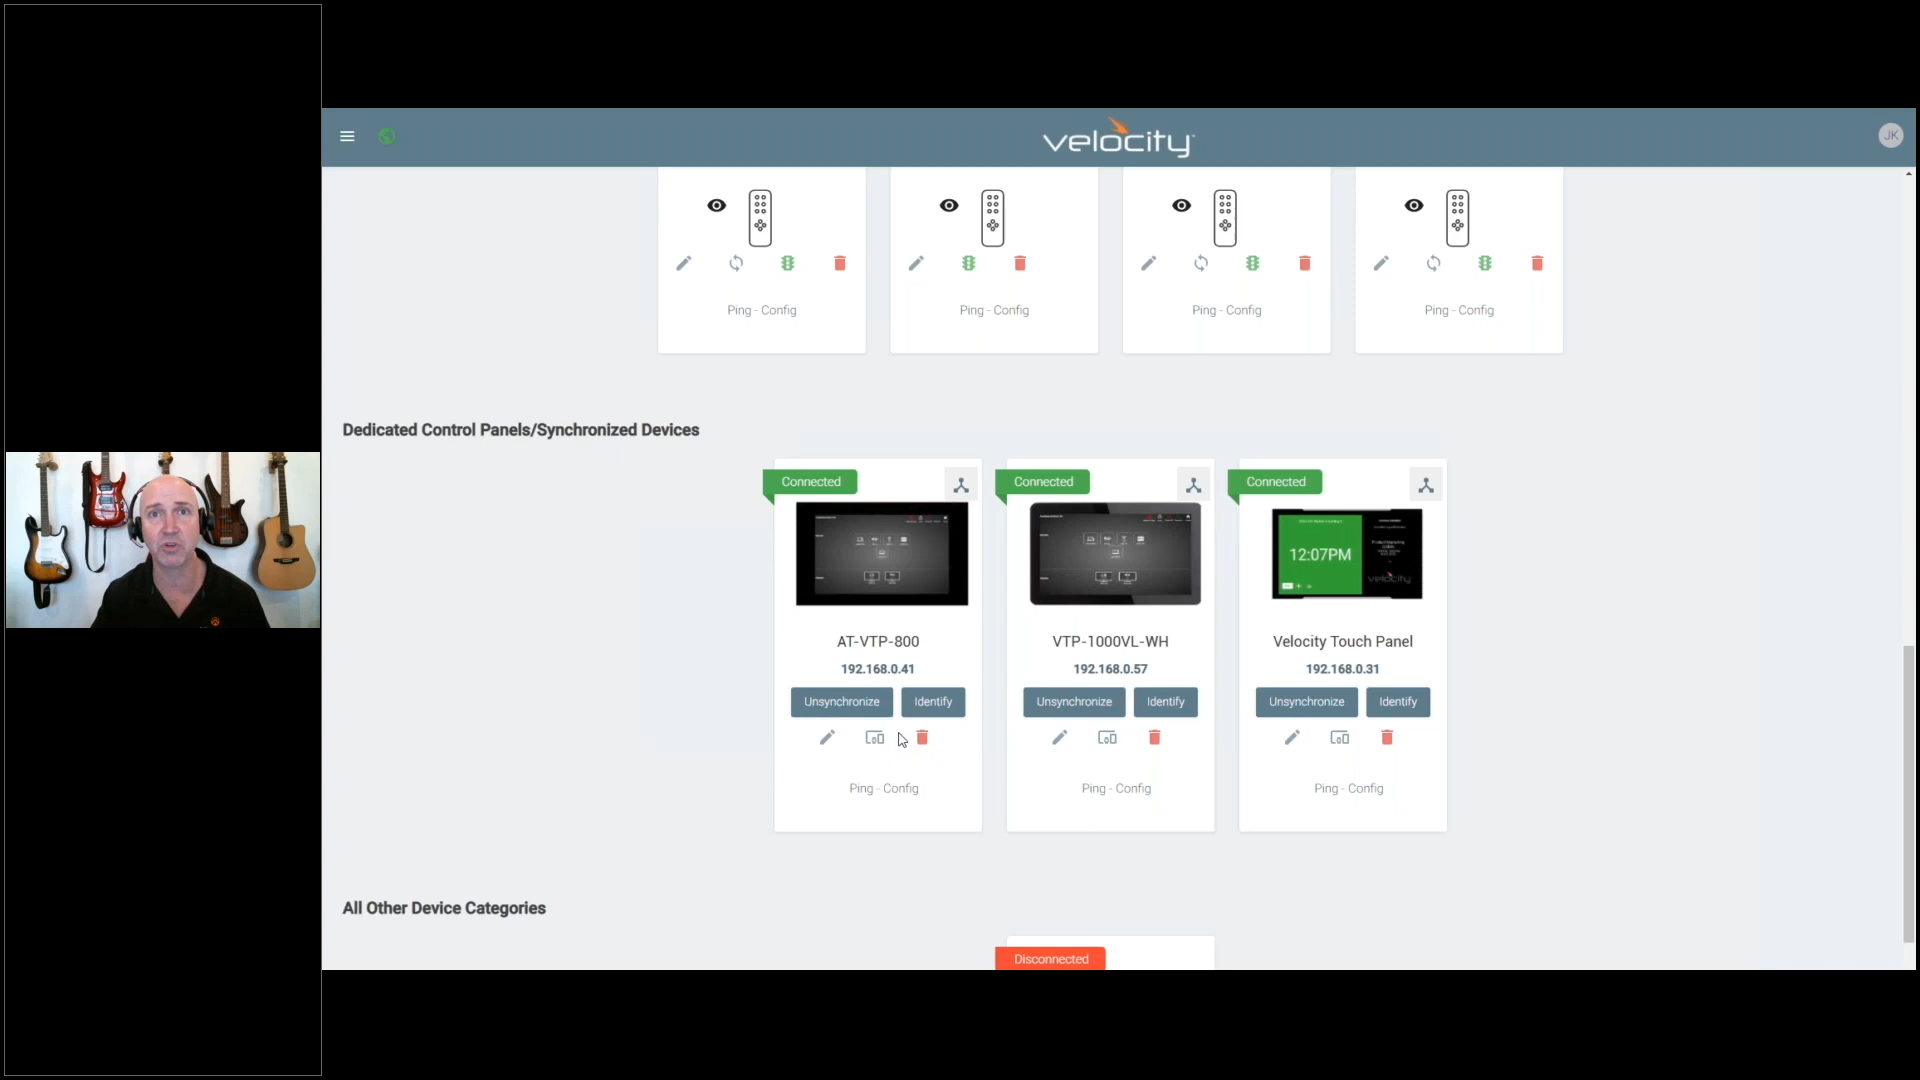 velocity
JK
Ping - Config
Ping - Config
Ping - Config
Ping - Config
Dedicated Control Panels/Synchronized Devices
Connected
Connected
Connected
12:07PM
velocity
AT-VTP-800
VTP-1000VL-WH
Velocity Touch Panel
192.168.0.41
192.168.0.57
192.168.0.31
Unsynchronize
Identify
Unsynchronize
Identify
Unsynchronize
Identify
Ping - Config
Ping - Config
Ping - Config
All Other Device Categories
Disconnected